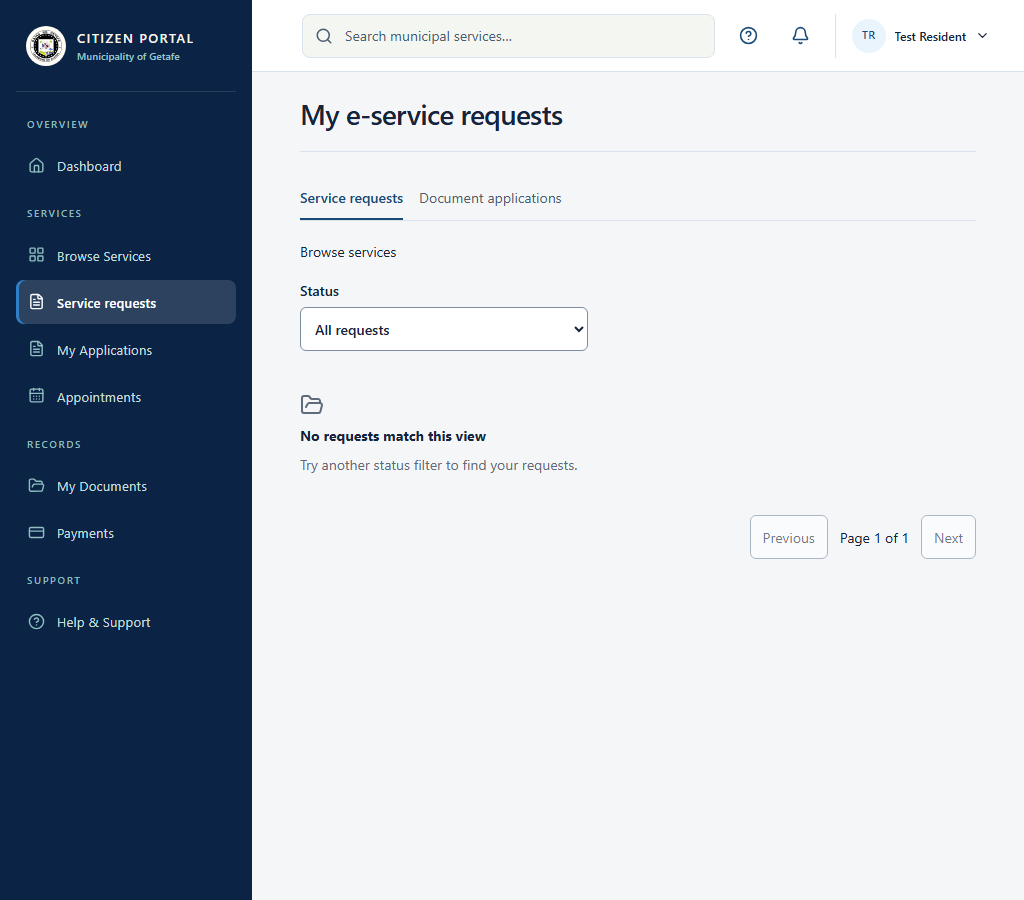 CITIZEN PORTAL
Municipality of Getafe
Search municipal services...
TR
Test Resident
OVERVIEW
Dashboard
SERVICES
Browse Services
Service requests
My Applications
Appointments
RECORDS
My Documents
Payments
SUPPORT
Help & Support
My e-service requests
Service requests
Document applications
Browse services
Status
All requests
No requests match this view
Try another status filter to find your requests.
Previous
Page 1 of 1
Next